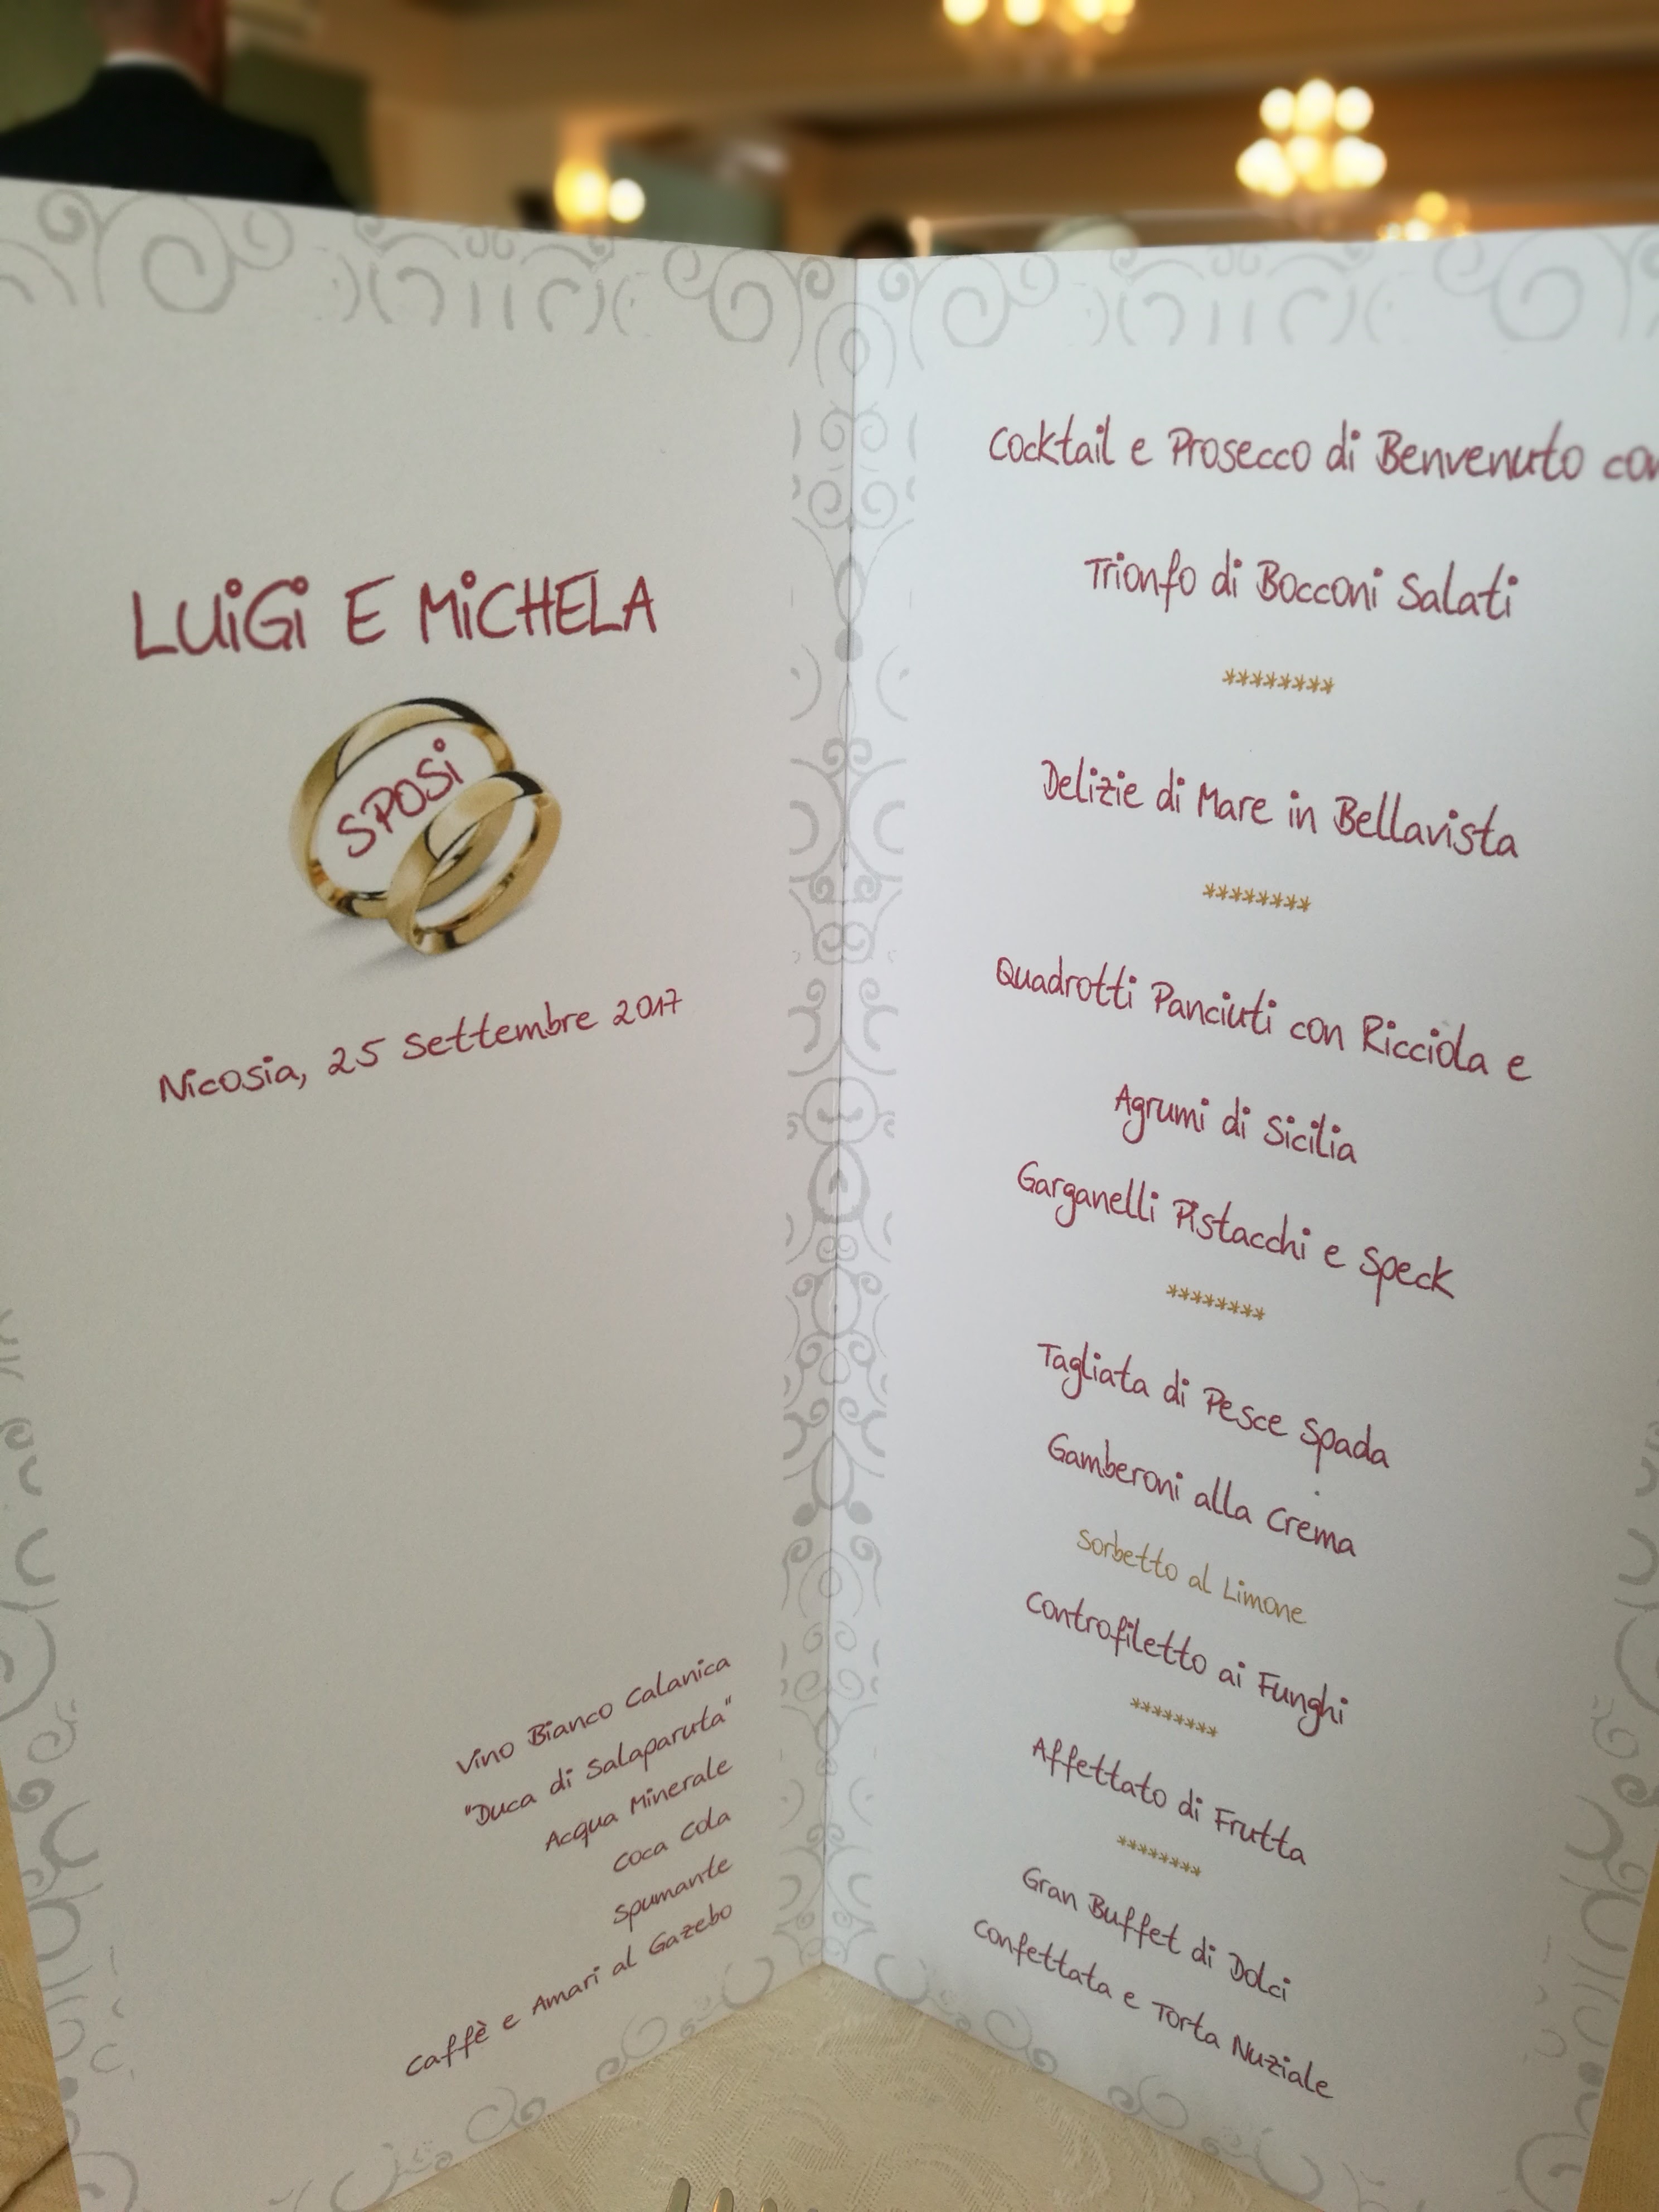 LUiGi E MiCHELA
SPOSi
Nicosia, 25 Settembre 2017
Vino Bianco Calanica
"Duca di Salaparuta"
Acqua Minerale
Coca Cola
Spumante
Caffè e Amari al Gazebo
Cocktail e Prosecco di Benvenuto con
Trionfo di Bocconi Salati
********
Delizie di Mare in Bellavista
********
Quadrotti Panciuti con Ricciola e
Agrumi di Sicilia
Garganelli Pistacchi e Speck
********
Tagliata di Pesce Spada
Gamberoni alla Crema
Sorbetto al Limone
Controfiletto ai Funghi
********
Affettato di Frutta
********
Gran Buffet di Dolci
Confettata e Torta Nuziale